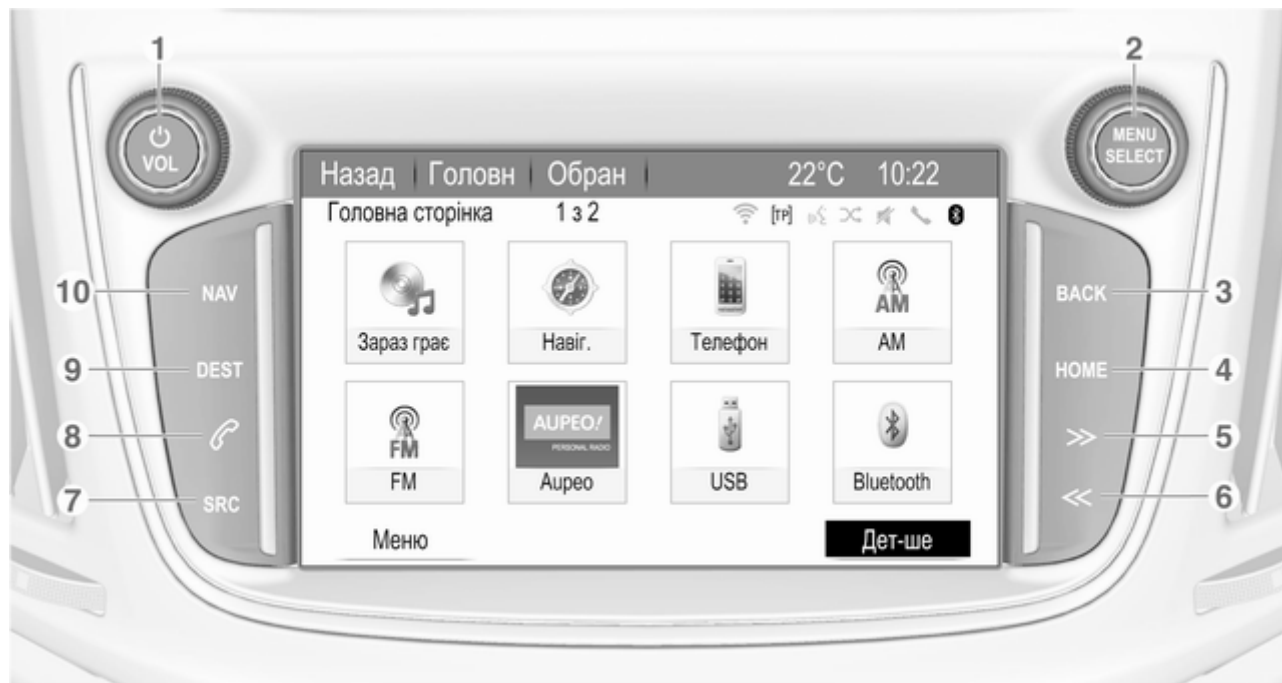 1
2
VOL
MENU
SELECT
Назад Головн Обран 22°C 10:22
Головна сторінка 1 з 2 [TP]
10 NAV
BACK 3
AM
Зараз грає Навіг. Телефон AM
9 DEST
HOME 4
8
AUPEO!
PERSONAL RADIO
5
FM
FM Aupeo USB Bluetooth
7 SRC
6
Меню Дет-ше